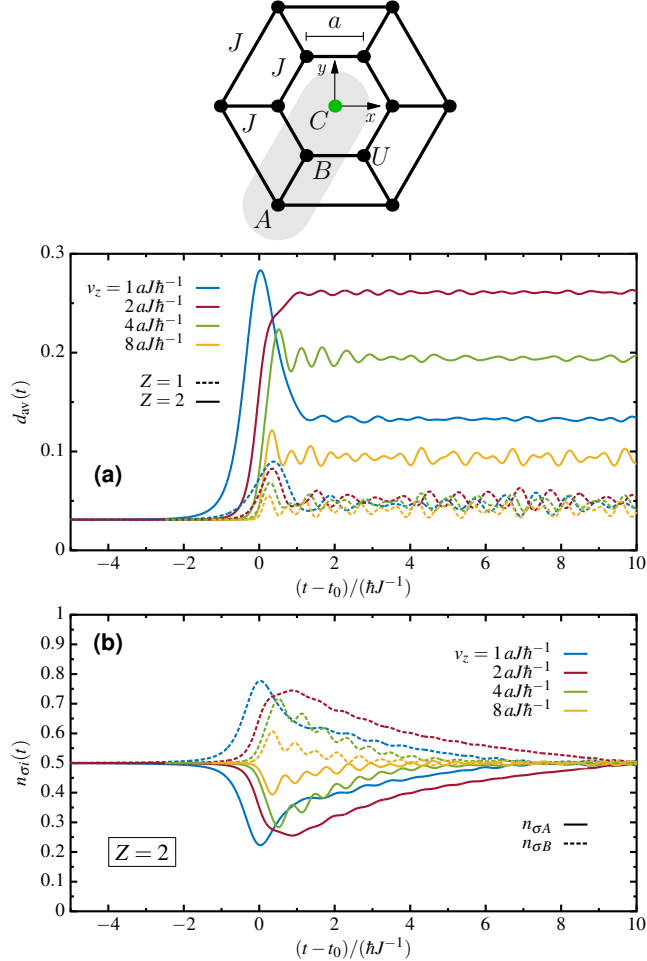 a
J
J
y
C
x
J
B
U
A
0.3
v_z = 1 aJħ⁻¹
2 aJħ⁻¹
4 aJħ⁻¹
8 aJħ⁻¹
0.2
Z = 1
Z = 2
d_av(t)
0.1
(a)
0
−4 −2 0 2 4 6 8 10
(t − t₀)/(ħJ⁻¹)
1
(b)
0.9
v_z = 1 aJħ⁻¹
2 aJħ⁻¹
4 aJħ⁻¹
8 aJħ⁻¹
0.8
0.7
0.6
n_σi(t)
0.5
0.4
0.3
n_σA
n_σB
0.2
Z = 2
0.1
0
−4 −2 0 2 4 6 8 10
(t − t₀)/(ħJ⁻¹)